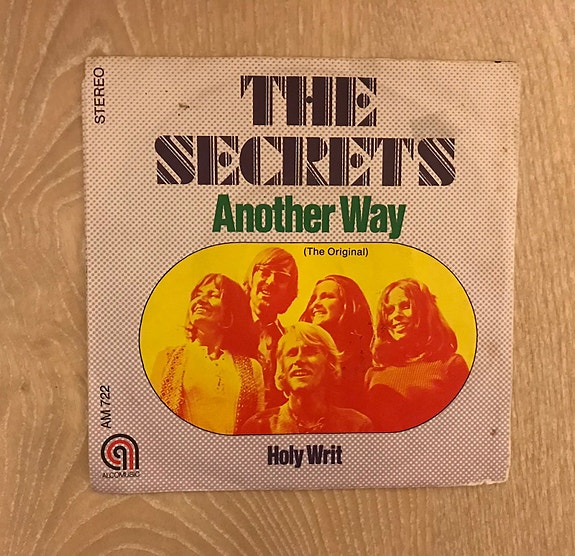 STEREO
THE
SECRETS
Another Way
(The Original)
AM 722
ALCOMUSIC
Holy Writ